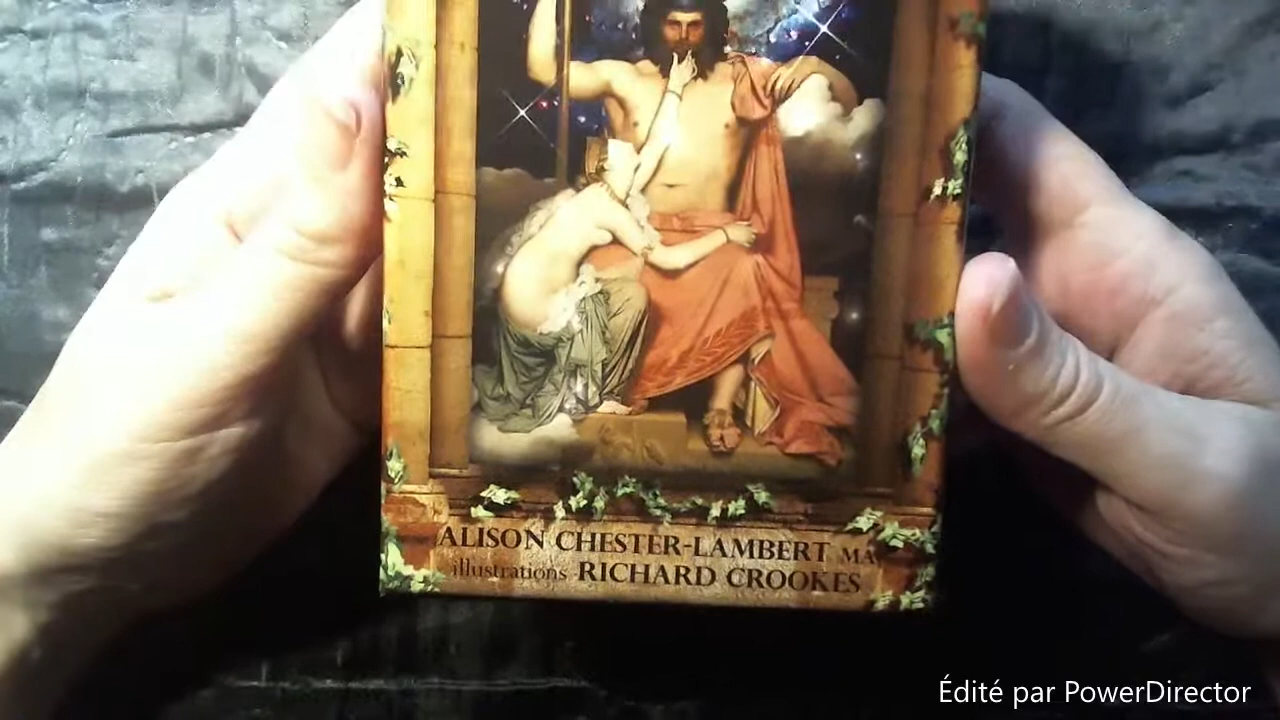 ALISON CHESTER-LAMBERT MA
illustrations RICHARD CROOKES
Édité par PowerDirector